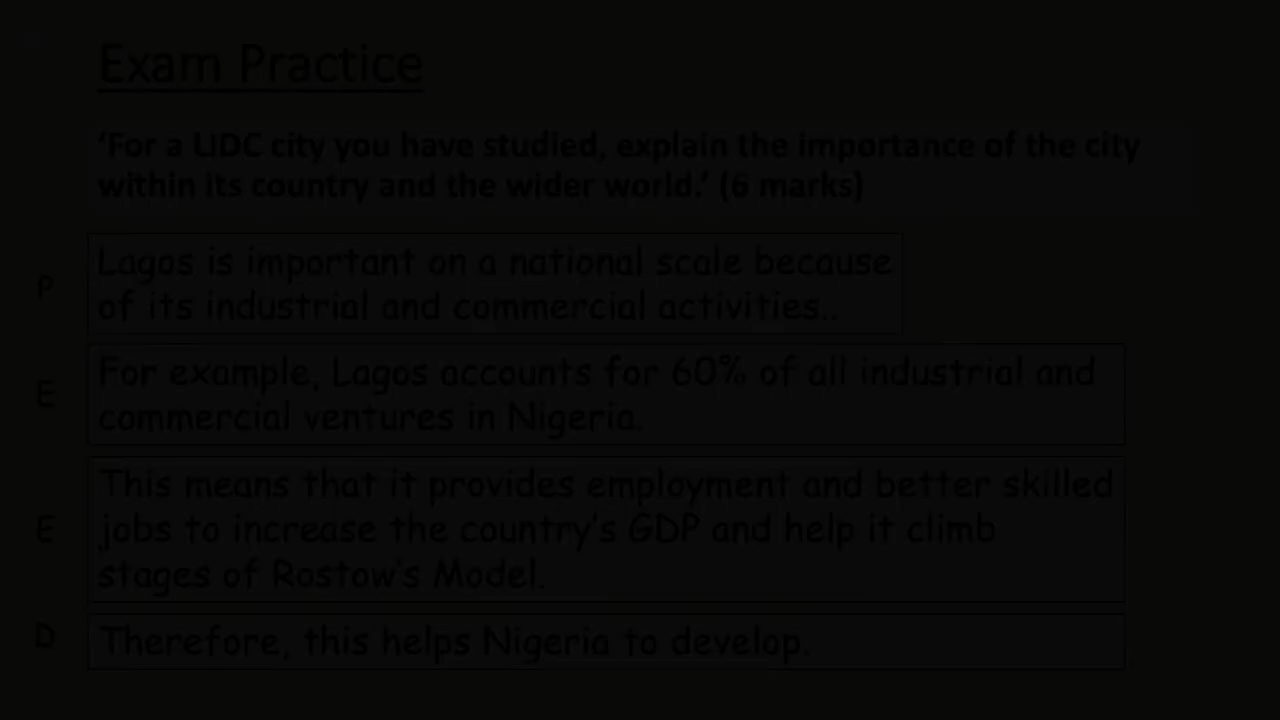 Exam Practice
‘For a LIDC city you have studied, explain the importance of the city
within its country and the wider world.’ (6 marks)
P
Lagos is important on a national scale because
of its industrial and commercial activities..
E
For example, Lagos accounts for 60% of all industrial and
commercial ventures in Nigeria.
E
This means that it provides employment and better skilled
jobs to increase the country's GDP and help it climb
stages of Rostow's Model.
D
Therefore, this helps Nigeria to develop.